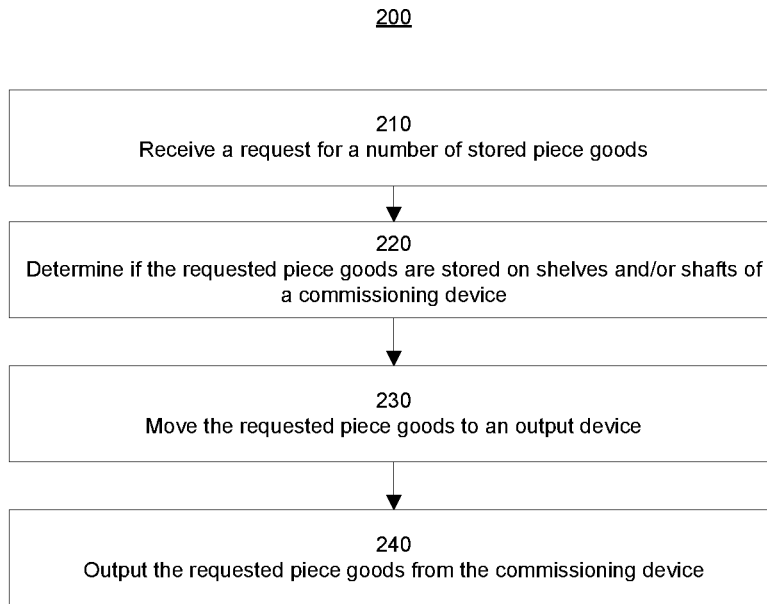 200
210
Receive a request for a number of stored piece goods
220
Determine if the requested piece goods are stored on shelves and/or shafts of
a commissioning device
230
Move the requested piece goods to an output device
240
Output the requested piece goods from the commissioning device